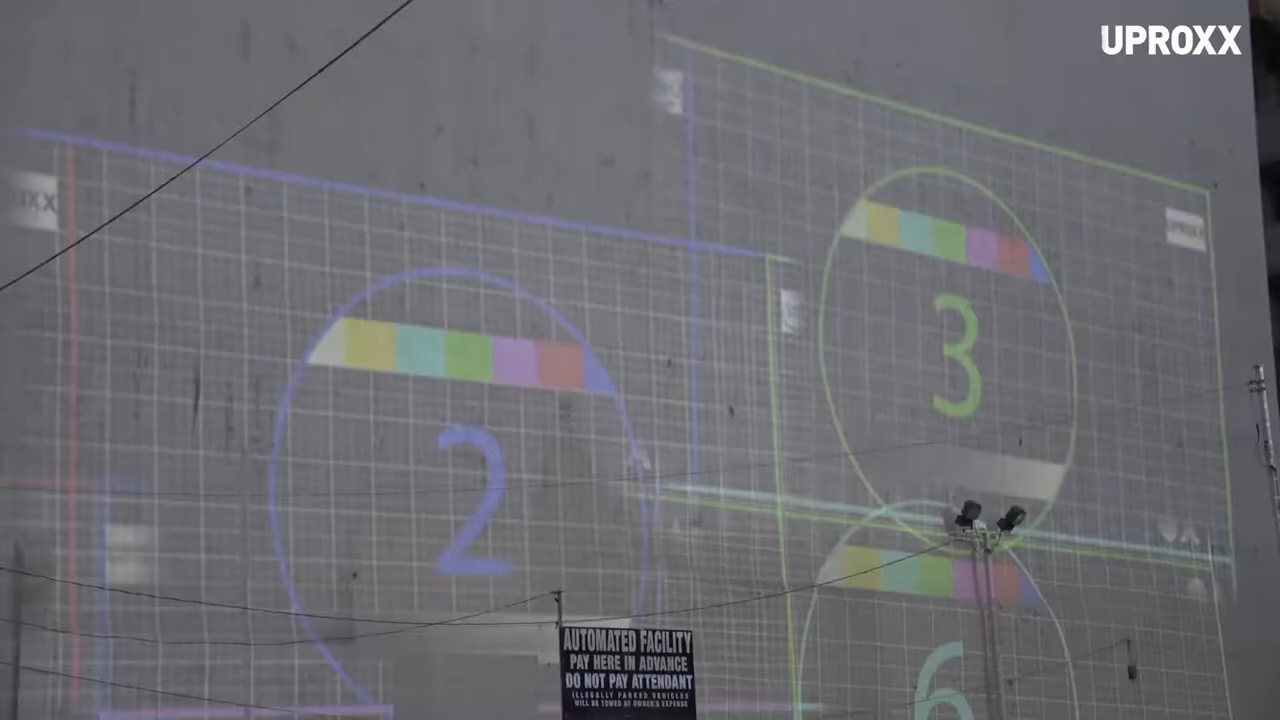 UPROXX
OXX
3
2
6
AUTOMATED FACILITY
PAY HERE IN ADVANCE
DO NOT PAY ATTENDANT
ILLEGALLY PARKED VEHICLES
WILL BE TOWED AT OWNER'S EXPENSE